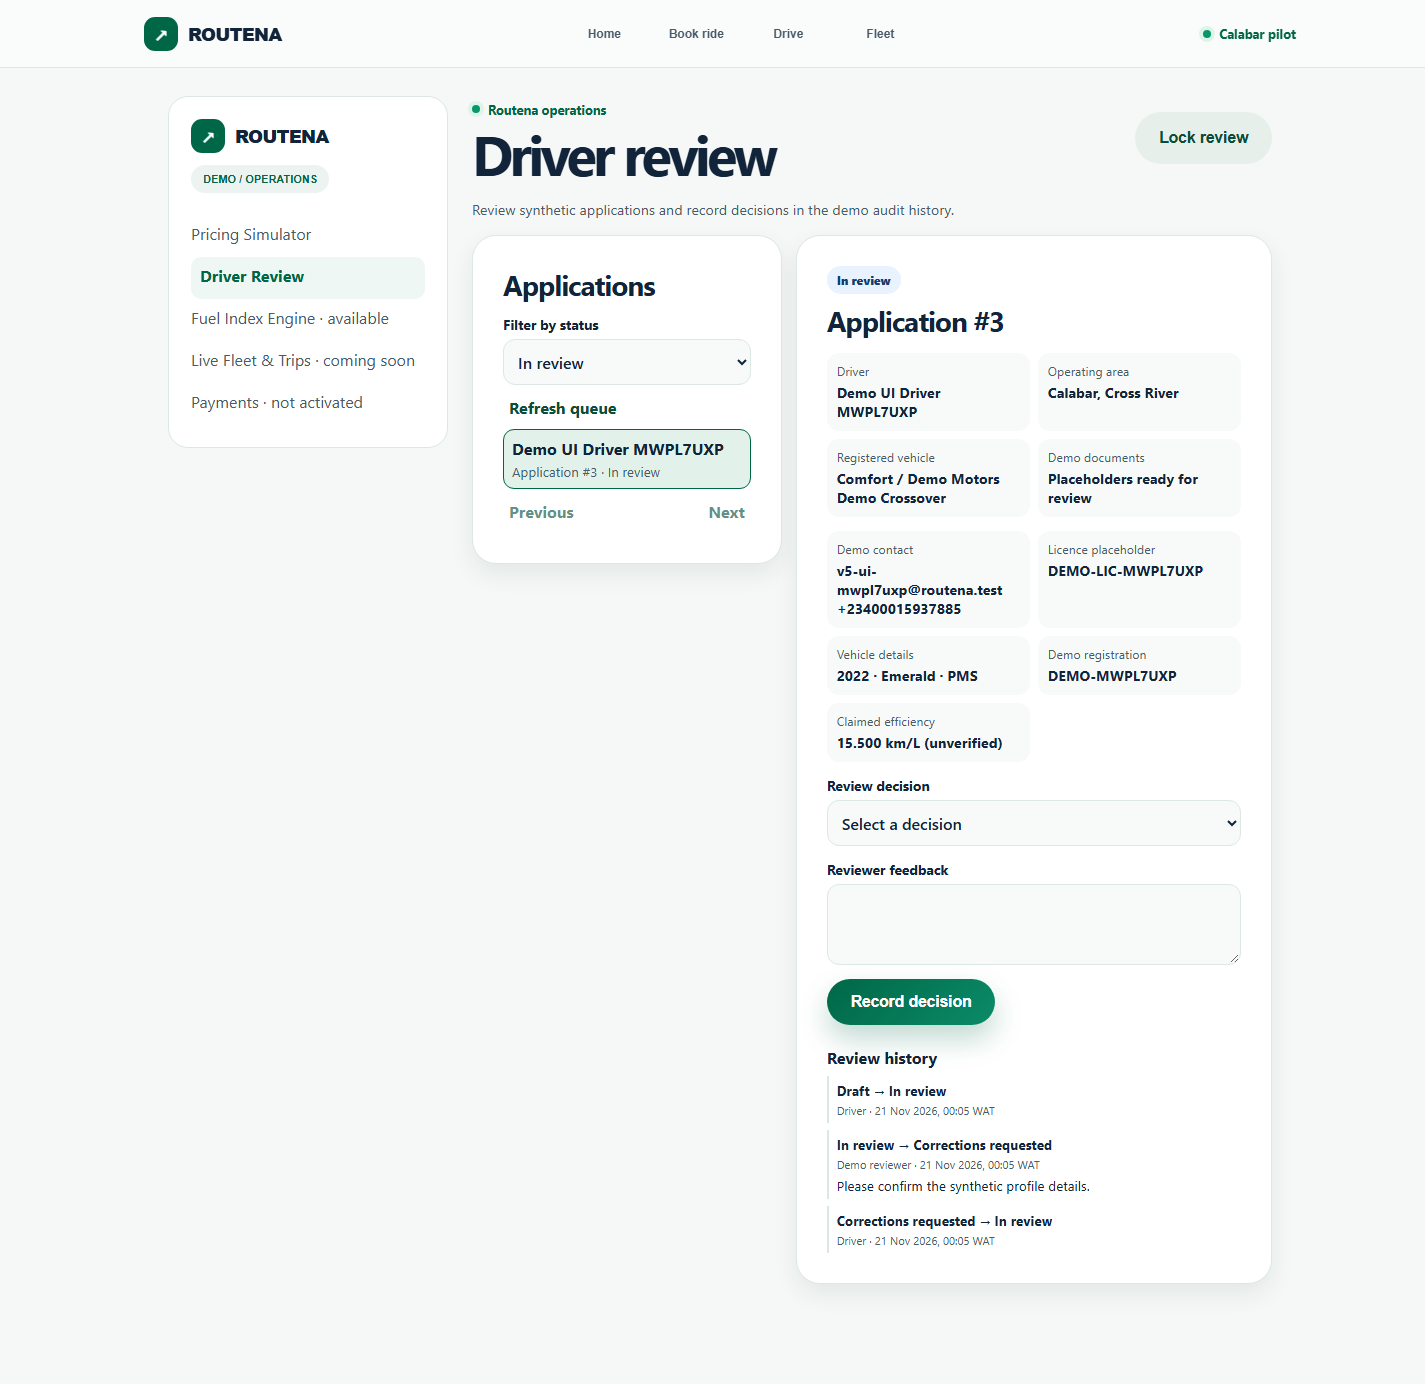 ROUTENA
Home
Book ride
Drive
Fleet
Calabar pilot
ROUTENA
DEMO / OPERATIONS
Pricing Simulator
Driver Review
Fuel Index Engine · available
Live Fleet & Trips · coming soon
Payments · not activated
Routena operations
Driver review
Lock review
Review synthetic applications and record decisions in the demo audit history.
Applications
Filter by status
In review
Refresh queue
Demo UI Driver MWPL7UXP
Application #3 · In review
Previous
Next
In review
Application #3
Driver
Demo UI Driver
MWPL7UXP
Operating area
Calabar, Cross River
Registered vehicle
Comfort / Demo Motors
Demo Crossover
Demo documents
Placeholders ready for
review
Demo contact
v5-ui-
mwpl7uxp@routena.test
+23400015937885
Licence placeholder
DEMO-LIC-MWPL7UXP
Vehicle details
2022 · Emerald · PMS
Demo registration
DEMO-MWPL7UXP
Claimed efficiency
15.500 km/L (unverified)
Review decision
Select a decision
Reviewer feedback
Record decision
Review history
Draft → In review
Driver · 21 Nov 2026, 00:05 WAT
In review → Corrections requested
Demo reviewer · 21 Nov 2026, 00:05 WAT
Please confirm the synthetic profile details.
Corrections requested → In review
Driver · 21 Nov 2026, 00:05 WAT